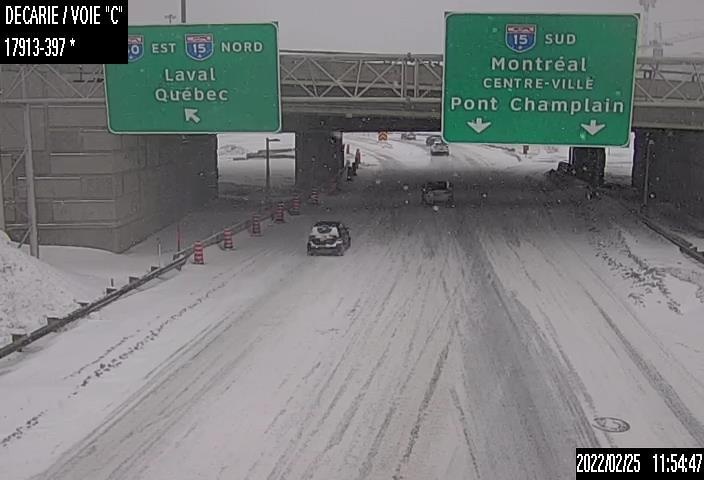 DECARIE / VOIE "C"
17913-397 *
EST 15 NORD
Laval
Québec
15 SUD
Montréal
CENTRE-VILLE
Pont Champlain
2022/02/25 11:54:47